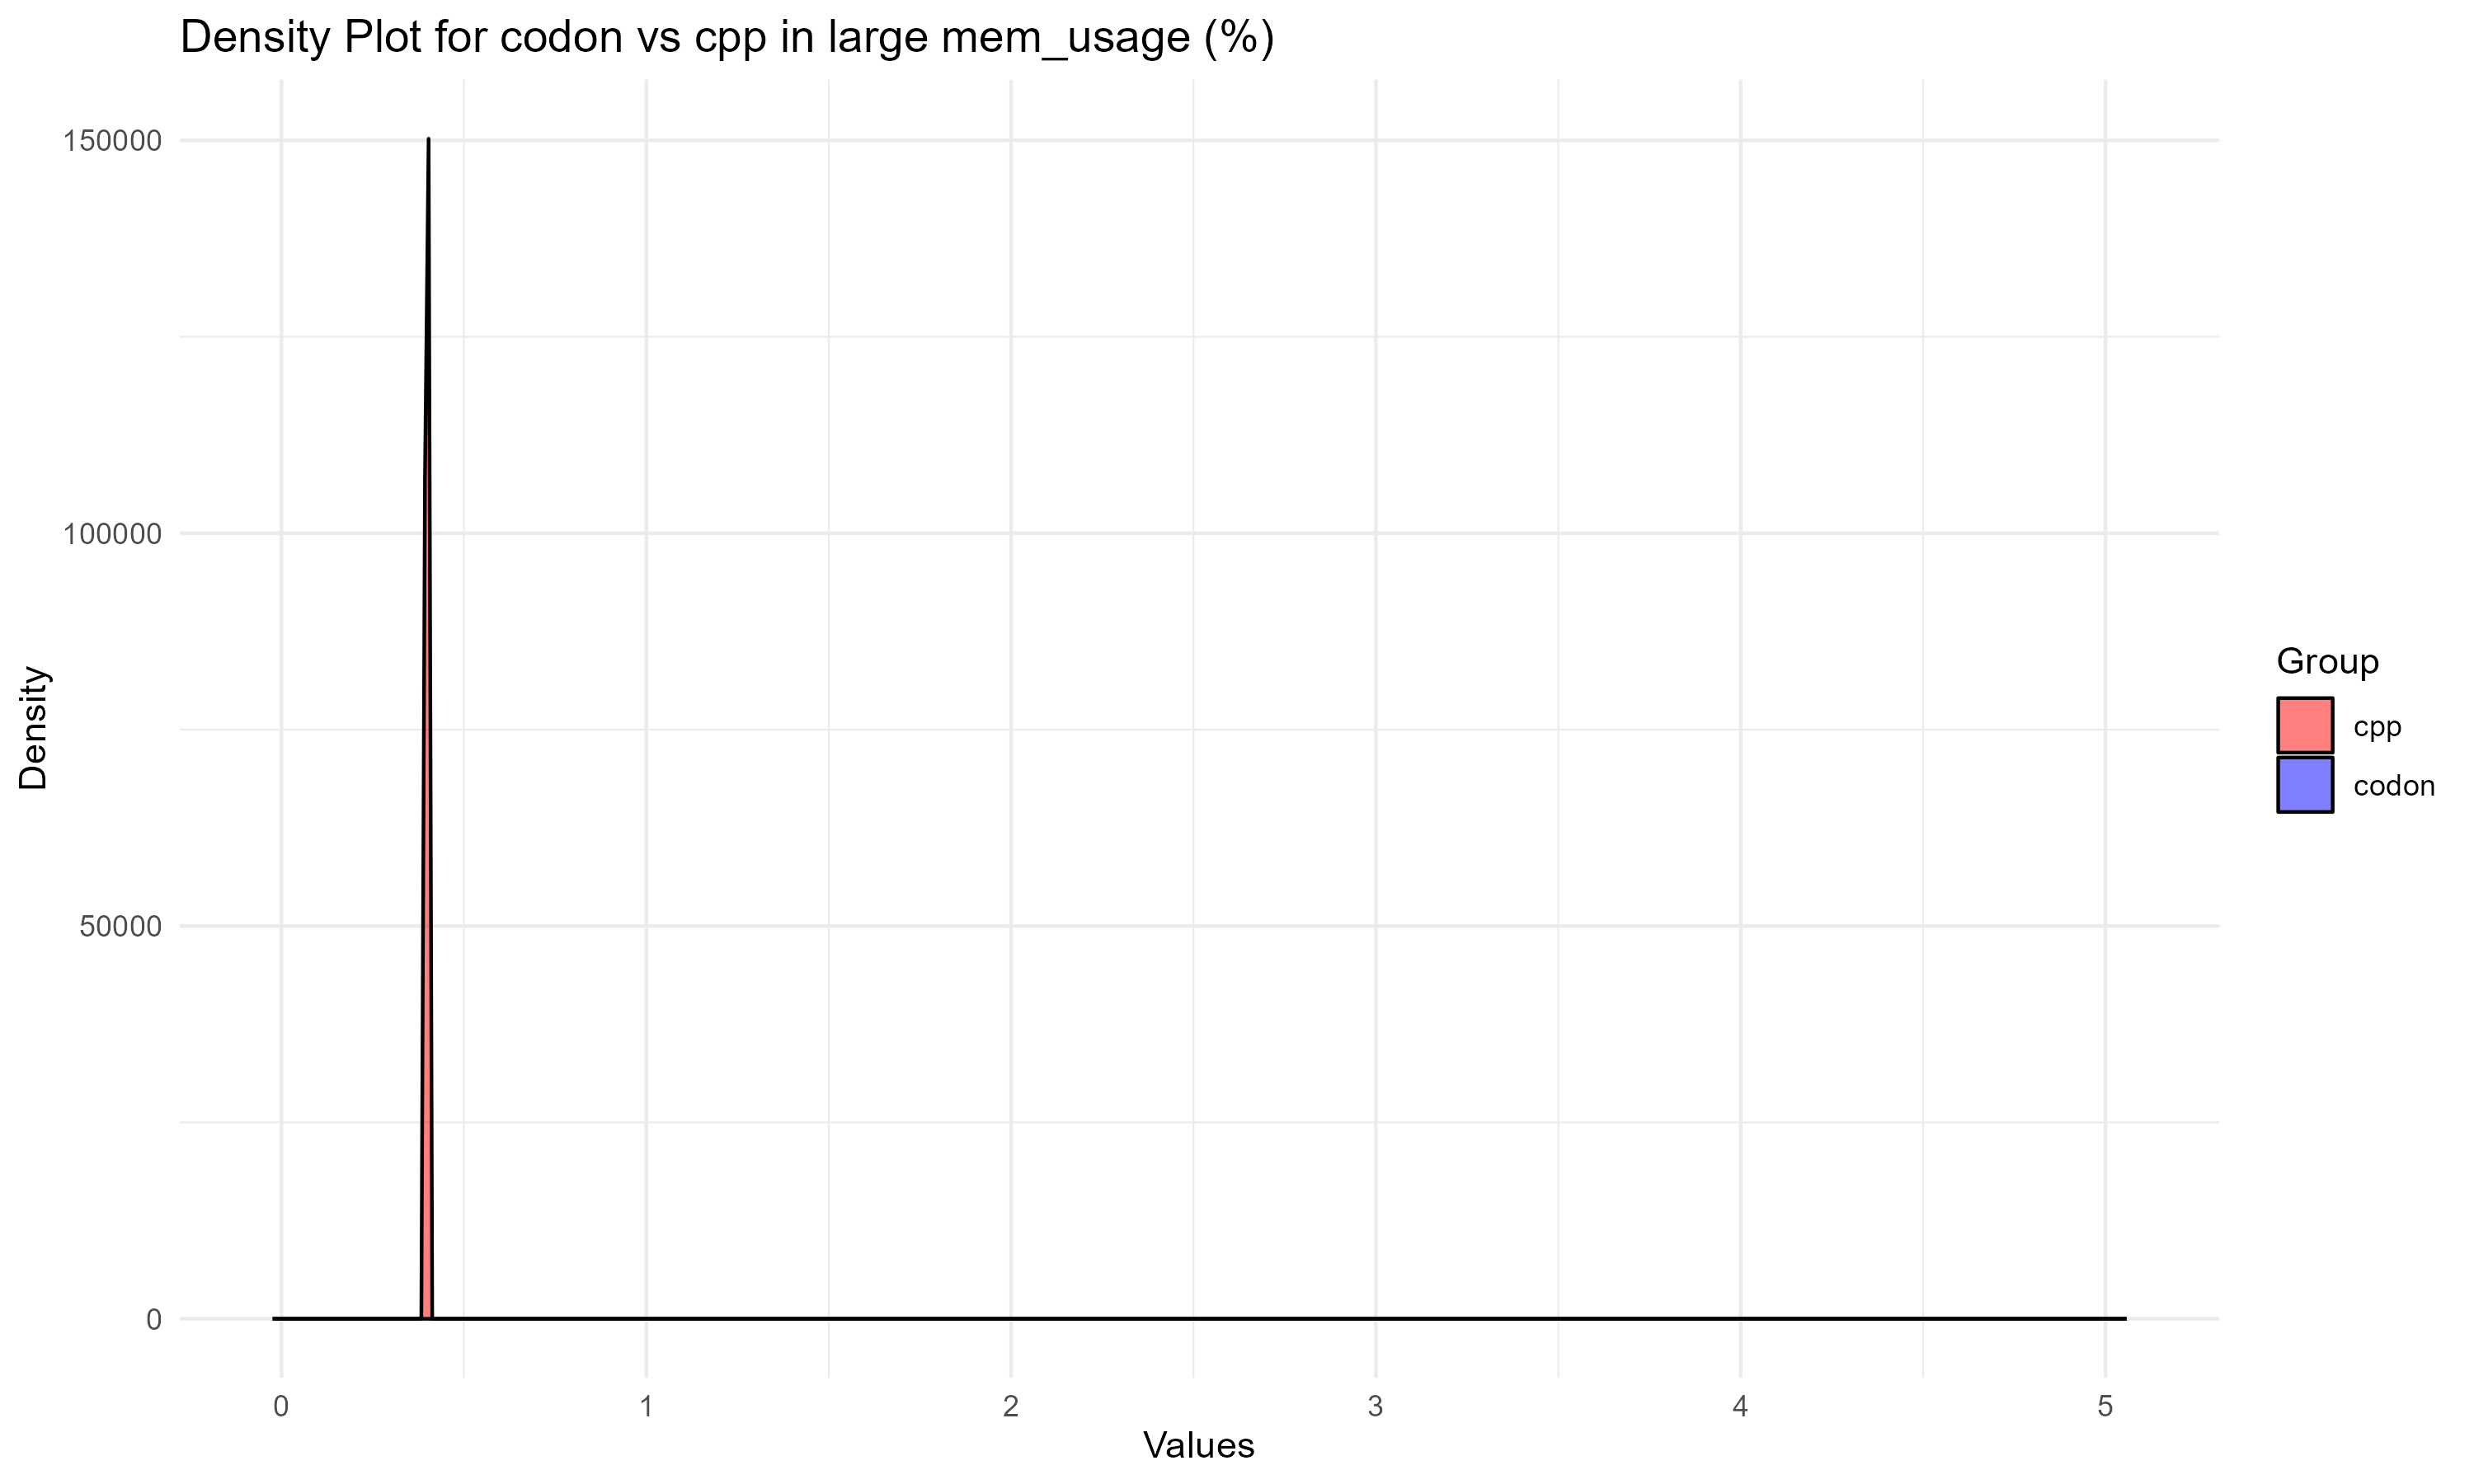 Density Plot for codon vs cpp in large mem_usage (%)
150000
100000
50000
0
Density
0 1 2 3 4 5
Values
Group
cpp
codon